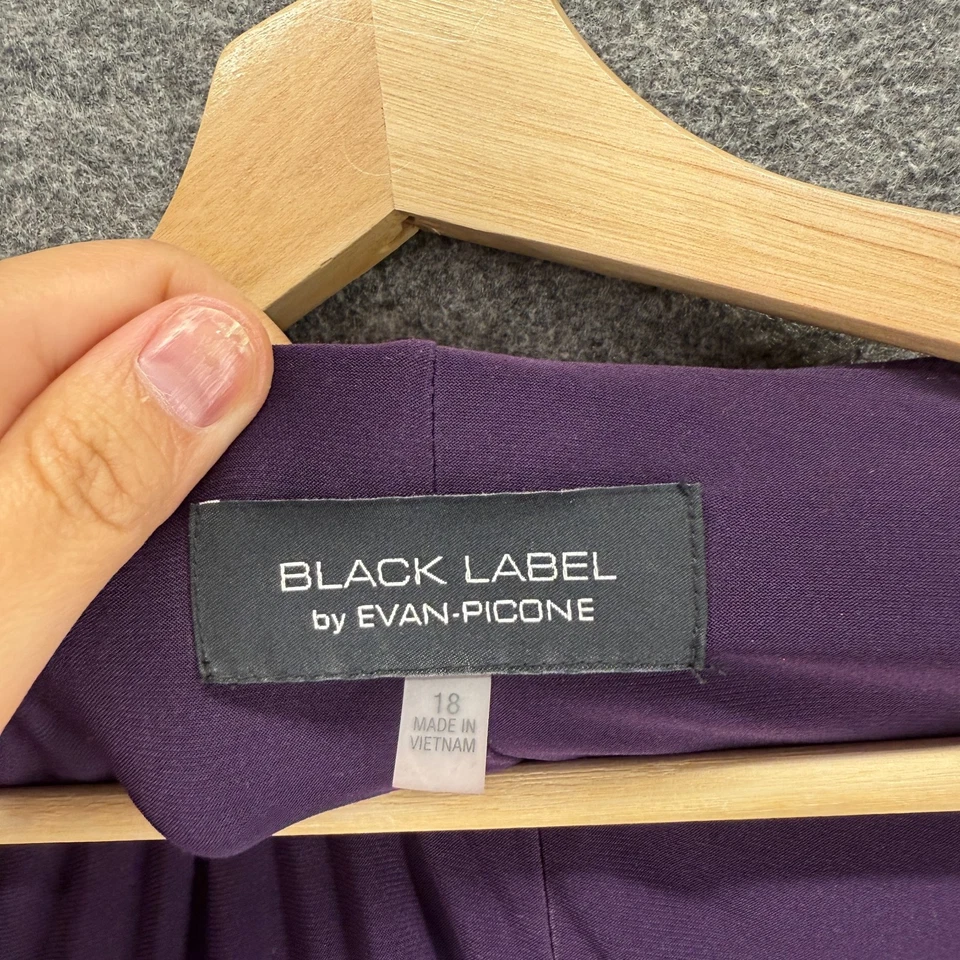 BLACK LABEL
by EVAN-PICONE
18
MADE IN
VIETNAM